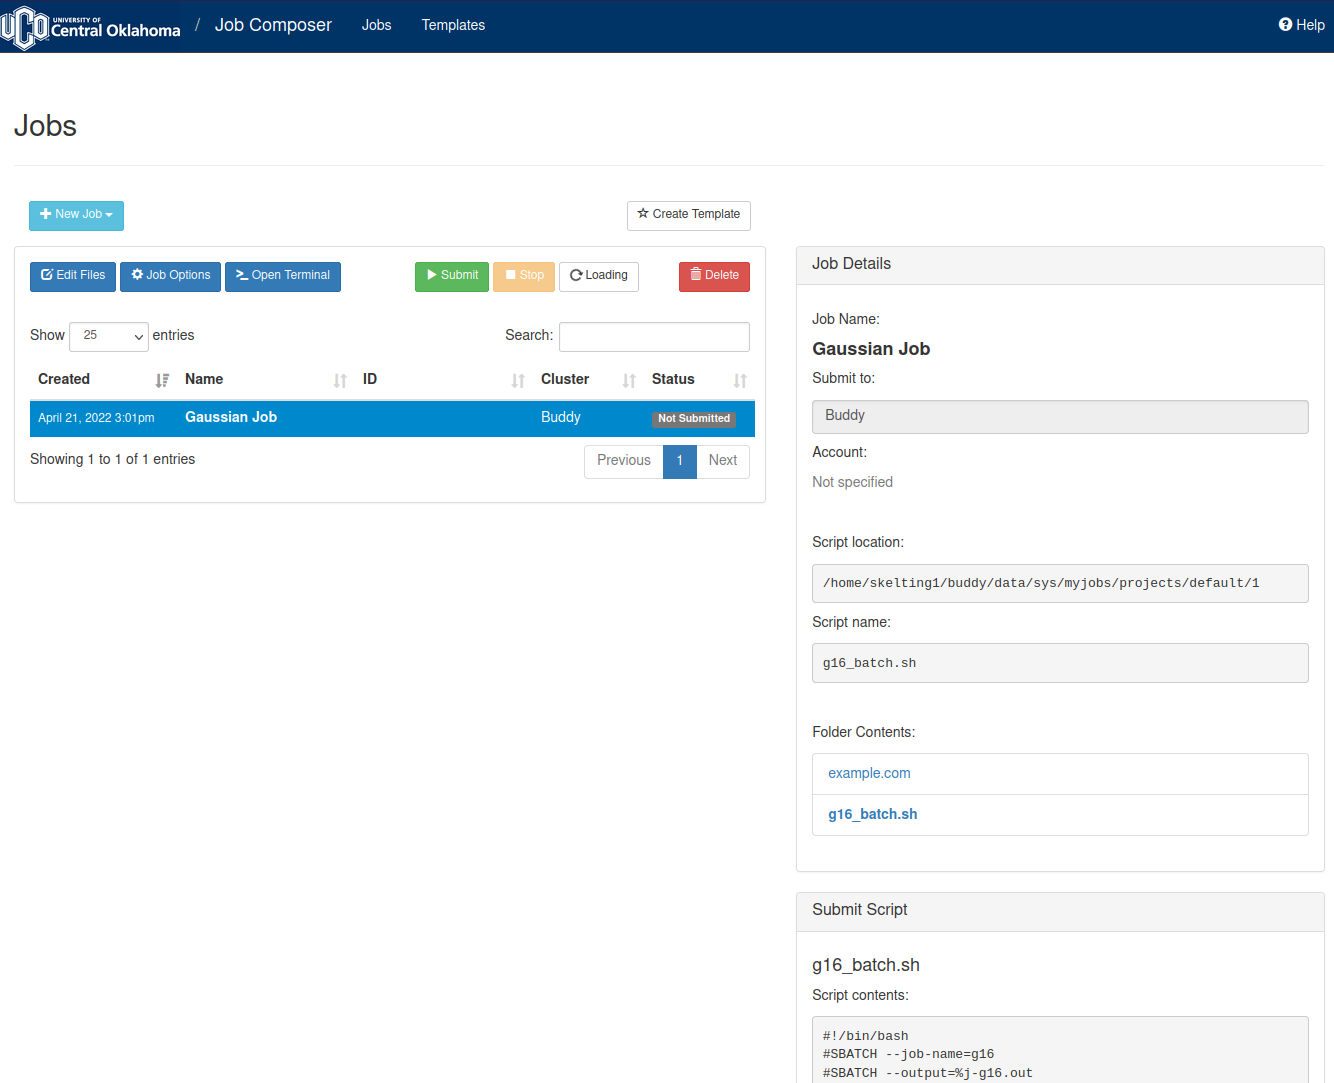 UCO UNIVERSITY OF
Central Oklahoma / Job Composer Jobs Templates Help
Jobs
New Job Create Template
Edit Files Job Options Open Terminal Submit Stop Loading Delete
Show 25 entries Search:
Created Name ID Cluster Status
April 21, 2022 3:01pm Gaussian Job Buddy Not Submitted
Showing 1 to 1 of 1 entries Previous 1 Next
Job Details
Job Name:
Gaussian Job
Submit to:
Buddy
Account:
Not specified
Script location:
/home/skelting1/buddy/data/sys/myjobs/projects/default/1
Script name:
g16_batch.sh
Folder Contents:
example.com
g16_batch.sh
Submit Script
g16_batch.sh
Script contents:
#!/bin/bash
#SBATCH --job-name=g16
#SBATCH --output=%j-g16.out